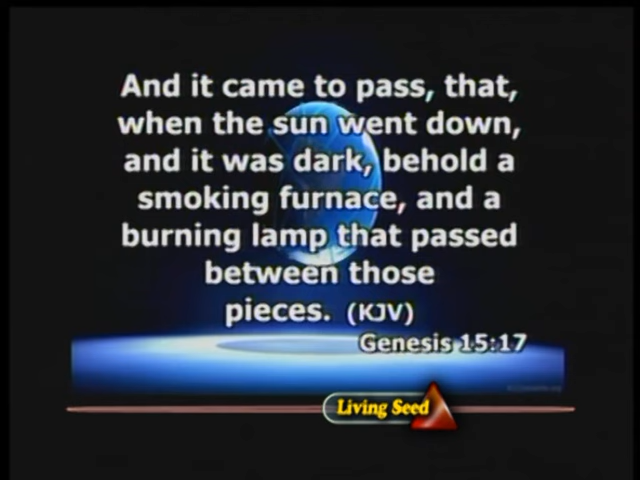 And it came to pass, that,
when the sun went down,
and it was dark, behold a
smoking furnace, and a
burning lamp that passed
between those
pieces. (KJV)
Genesis 15:17
Living Seed